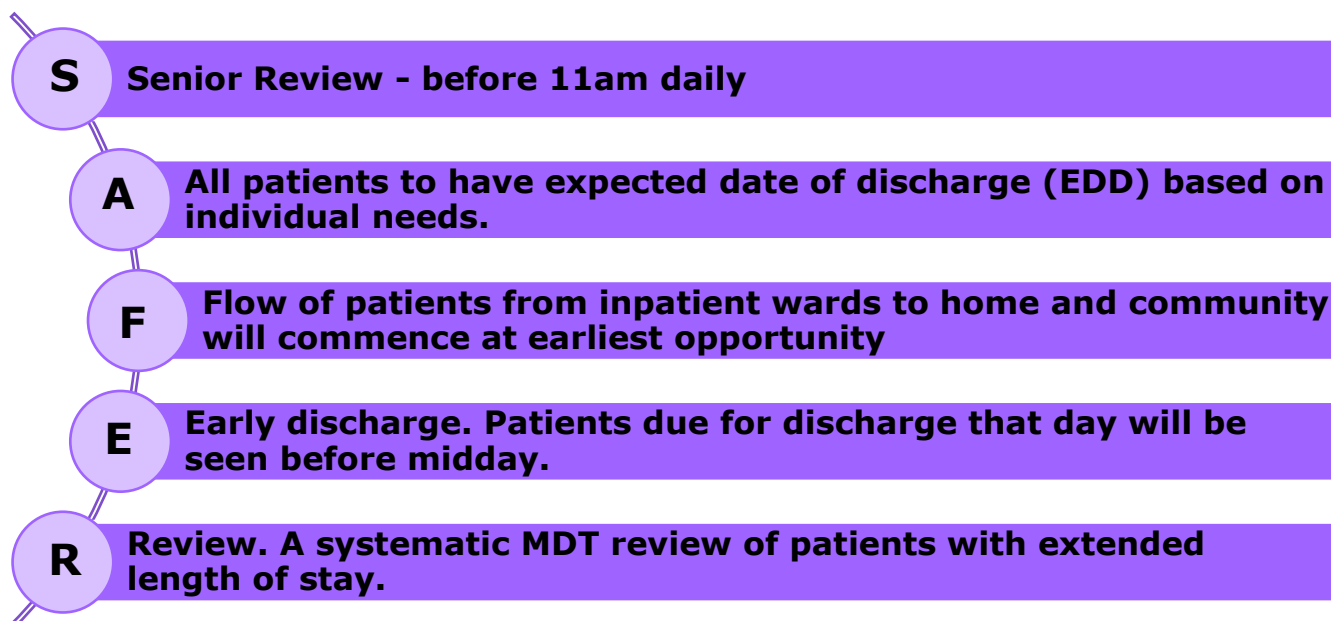 S
Senior Review - before 11am daily
A
All patients to have expected date of discharge (EDD) based on
individual needs.
F
Flow of patients from inpatient wards to home and community
will commence at earliest opportunity
E
Early discharge. Patients due for discharge that day will be
seen before midday.
R
Review. A systematic MDT review of patients with extended
length of stay.